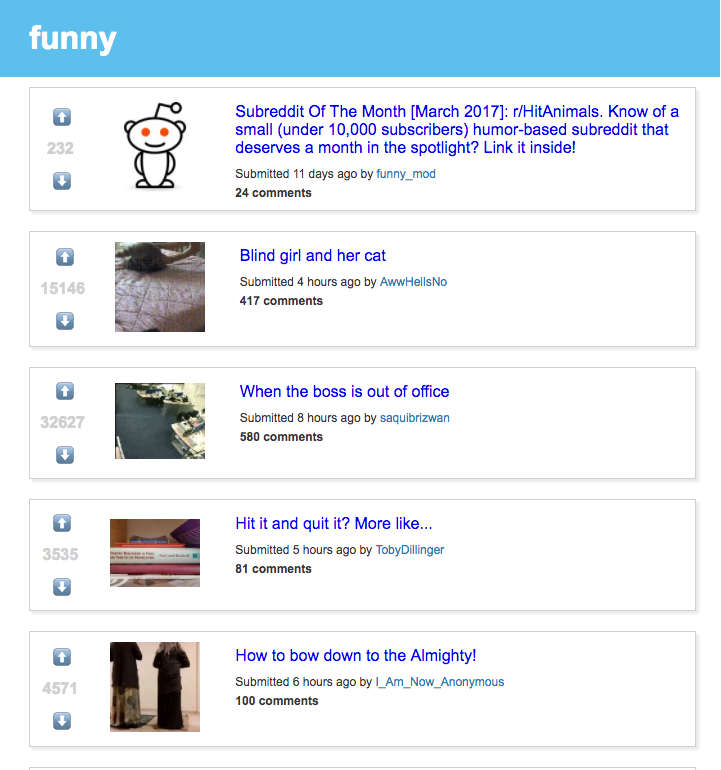 funny
232
Subreddit Of The Month [March 2017]: r/HitAnimals. Know of a
small (under 10,000 subscribers) humor-based subreddit that
deserves a month in the spotlight? Link it inside!
Submitted 11 days ago by funny_mod
24 comments
15146
Blind girl and her cat
Submitted 4 hours ago by AwwHellsNo
417 comments
32627
When the boss is out of office
Submitted 8 hours ago by saquibrizwan
580 comments
3535
Hit it and quit it? More like...
Submitted 5 hours ago by TobyDillinger
81 comments
4571
How to bow down to the Almighty!
Submitted 6 hours ago by I_Am_Now_Anonymous
100 comments